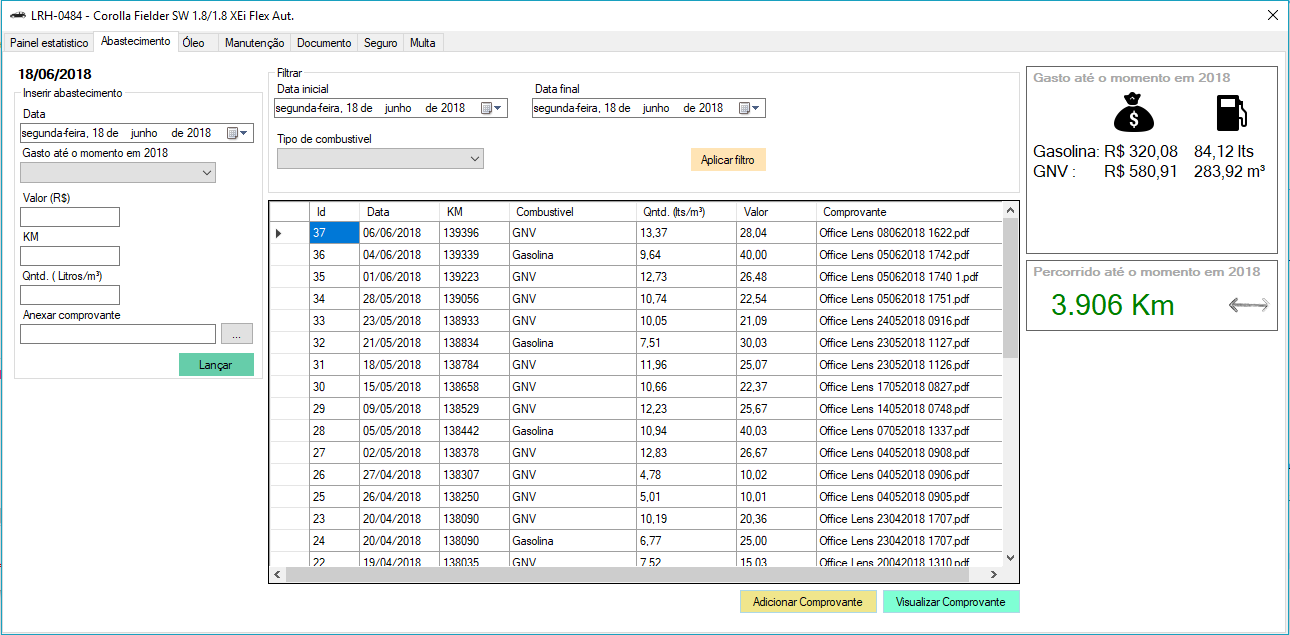 LRH-0484 - Corolla Fielder SW 1.8/1.8 XEi Flex Aut.
Painel estatistico Abastecimento Óleo Manutenção Documento Seguro Multa
18/06/2018
Inserir abastecimento
Data
segunda-feira, 18 de junho de 2018
Gasto até o momento em 2018
Valor (R$)
KM
Qntd. ( Litros/m³)
Anexar comprovante
...
Lançar
Filtrar
Data inicial Data final
segunda-feira, 18 de junho de 2018 segunda-feira, 18 de junho de 2018
Tipo de combustivel
Aplicar filtro
Id Data KM Combustivel Qntd. (lts/m³) Valor Comprovante
37 06/06/2018 139396 GNV 13,37 28,04 Office Lens 08062018 1622.pdf
36 04/06/2018 139339 Gasolina 9,64 40,00 Office Lens 05062018 1742.pdf
35 01/06/2018 139223 GNV 12,73 26,48 Office Lens 05062018 1740 1.pdf
34 28/05/2018 139056 GNV 10,74 22,54 Office Lens 05062018 1751.pdf
33 23/05/2018 138933 GNV 10,05 21,09 Office Lens 24052018 0916.pdf
32 21/05/2018 138834 Gasolina 7,51 30,03 Office Lens 23052018 1127.pdf
31 18/05/2018 138784 GNV 11,96 25,07 Office Lens 23052018 1126.pdf
30 15/05/2018 138658 GNV 10,66 22,37 Office Lens 17052018 0827.pdf
29 09/05/2018 138529 GNV 12,23 25,67 Office Lens 14052018 0748.pdf
28 05/05/2018 138442 Gasolina 10,94 40,03 Office Lens 07052018 1337.pdf
27 02/05/2018 138378 GNV 12,83 26,67 Office Lens 04052018 0908.pdf
26 27/04/2018 138307 GNV 4,78 10,02 Office Lens 04052018 0906.pdf
25 26/04/2018 138250 GNV 5,01 10,01 Office Lens 04052018 0905.pdf
23 20/04/2018 138090 GNV 10,19 20,36 Office Lens 23042018 1707.pdf
24 20/04/2018 138090 Gasolina 6,77 25,00 Office Lens 23042018 1707.pdf
22 19/04/2018 138035 GNV 7,52 15,03 Office Lens 20042018 1310.pdf
Adicionar Comprovante Visualizar Comprovante
Gasto até o momento em 2018
$
Gasolina: R$ 320,08 84,12 lts
GNV : R$ 580,91 283,92 m³
Percorrido até o momento em 2018
3.906 Km